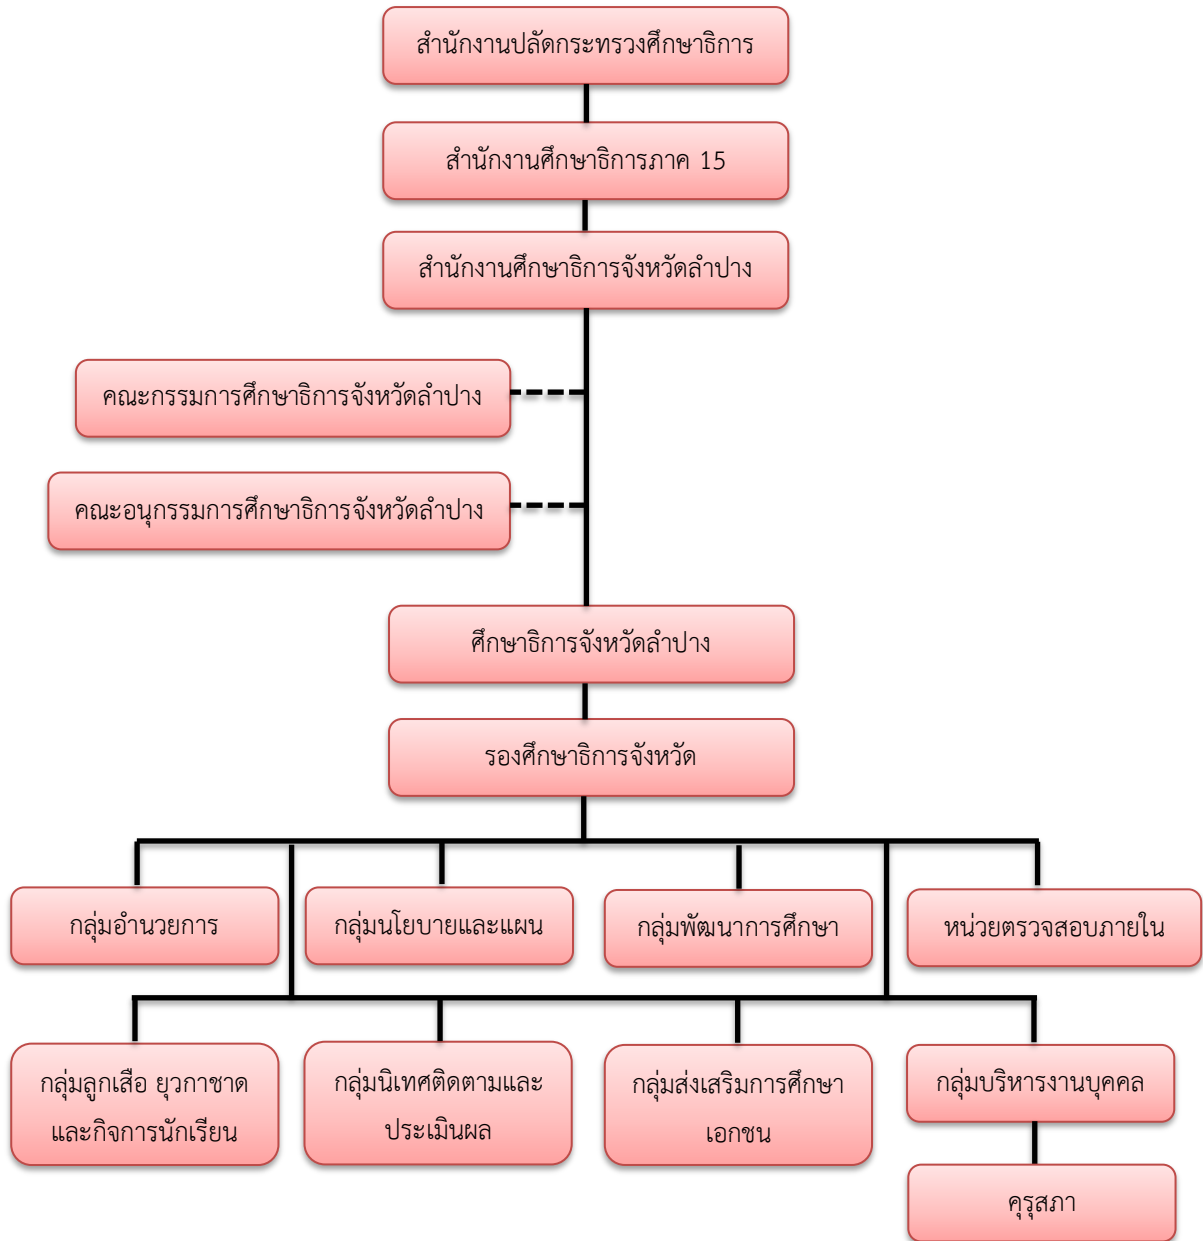 สำนักงานปลัดกระทรวงศึกษาธิการ
สำนักงานศึกษาธิการภาค 15
สำนักงานศึกษาธิการจังหวัดลำปาง
คณะกรรมการศึกษาธิการจังหวัดลำปาง
คณะอนุกรรมการศึกษาธิการจังหวัดลำปาง
ศึกษาธิการจังหวัดลำปาง
รองศึกษาธิการจังหวัด
กลุ่มอำนวยการ
กลุ่มนโยบายและแผน
กลุ่มพัฒนาการศึกษา
หน่วยตรวจสอบภายใน
กลุ่มลูกเสือ ยุวกาชาด
และกิจการนักเรียน
กลุ่มนิเทศติดตามและ
ประเมินผล
กลุ่มส่งเสริมการศึกษา
เอกชน
กลุ่มบริหารงานบุคคล
คุรุสภา